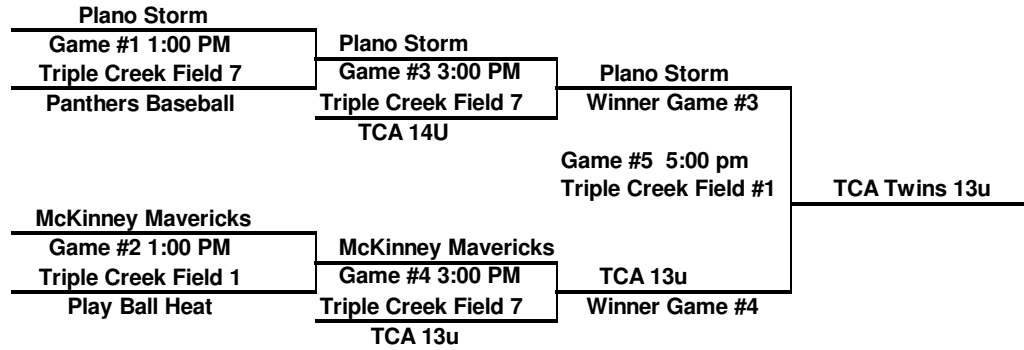 Plano Storm
Game #1 1:00 PM
Triple Creek Field 7
Panthers Baseball
Plano Storm
Game #3 3:00 PM
Triple Creek Field 7
TCA 14U
Plano Storm
Winner Game #3
Game #5  5:00 pm
Triple Creek Field #1
TCA Twins 13u
McKinney Mavericks
Game #2 1:00 PM
Triple Creek Field 1
Play Ball Heat
McKinney Mavericks
Game #4 3:00 PM
Triple Creek Field 7
TCA 13u
TCA 13u
Winner Game #4